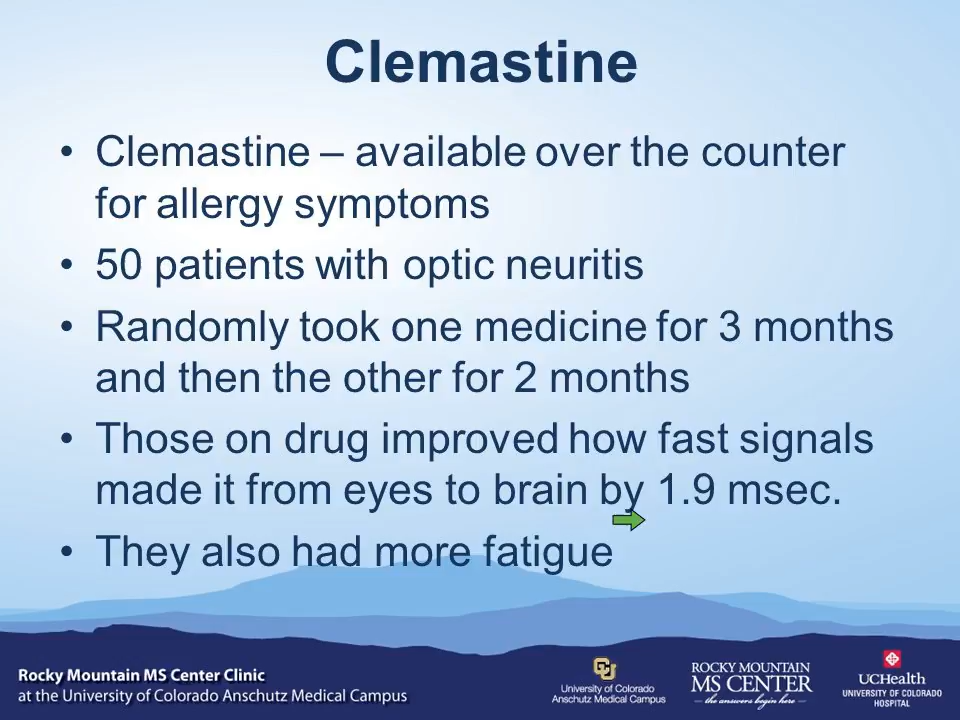 Clemastine
• Clemastine – available over the counter
for allergy symptoms
• 50 patients with optic neuritis
• Randomly took one medicine for 3 months
and then the other for 2 months
• Those on drug improved how fast signals
made it from eyes to brain by 1.9 msec.
• They also had more fatigue
Rocky Mountain MS Center Clinic
at the University of Colorado Anschutz Medical Campus
CU
University of Colorado
Anschutz Medical Campus
ROCKY MOUNTAIN
MS CENTER
the answers begin here
UCHealth
UNIVERSITY OF COLORADO
HOSPITAL